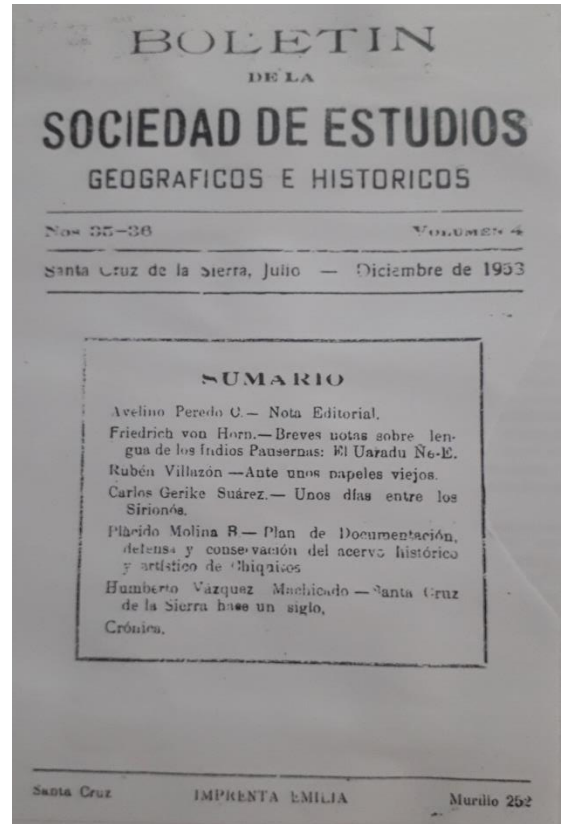 BOLETIN
DE LA
SOCIEDAD DE ESTUDIOS
GEOGRAFICOS E HISTORICOS
Nos 35-36 VOLUMEN 4
Santa Cruz de la Sierra, Julio — Diciembre de 1953
SUMARIO
Avelino Peredo C.— Nota Editorial.
Friedrich von Horn.—Breves notas sobre len-
gua de los Indios Pausernas: El Uaradu Ñe-E.
Rubén Villazón —Ante unos papeles viejos.
Carlos Gerike Suárez.— Unos días entre los
Sirionós.
Plácido Molina B.— Plan de Documentación,
defensa y conservación del acervo histórico
y artístico de Chiquitos
Humberto Vázquez Machicado —Santa Cruz
de la Sierra hase un siglo.
Crónica.
Santa Cruz IMPRENTA EMILIA Murillo 252